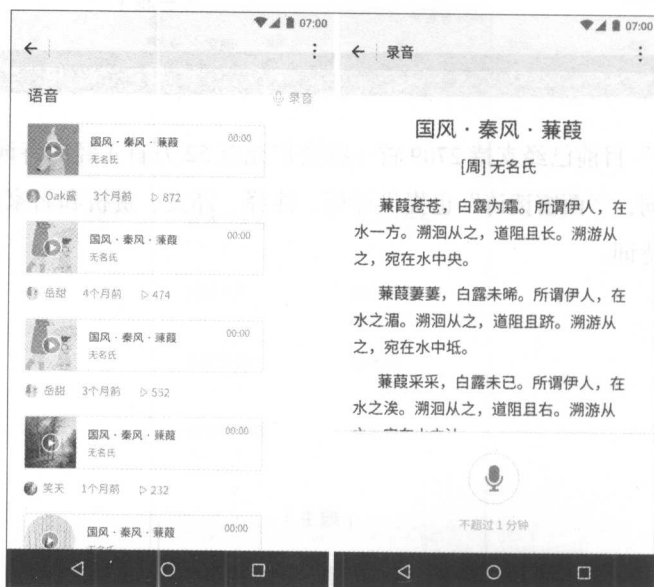 07:00
语音
录音
国风·秦风·蒹葭
00:00
无名氏
Oak酱 3个月前 872
国风·秦风·蒹葭
00:00
无名氏
岳甜 4个月前 474
国风·秦风·蒹葭
00:00
无名氏
岳甜 3个月前 552
国风·秦风·蒹葭
00:00
无名氏
笑天 1个月前 232
国风·秦风·蒹葭
00:00
07:00
录音
国风·秦风·蒹葭
[周] 无名氏
蒹葭苍苍，白露为霜。所谓伊人，在
水一方。溯洄从之，道阻且长。溯游从
之，宛在水中央。
蒹葭萋萋，白露未晞。所谓伊人，在
水之湄。溯洄从之，道阻且跻。溯游从
之，宛在水中坻。
蒹葭采采，白露未已。所谓伊人，在
水之涘。溯洄从之，道阻且右。溯游从
不超过1分钟